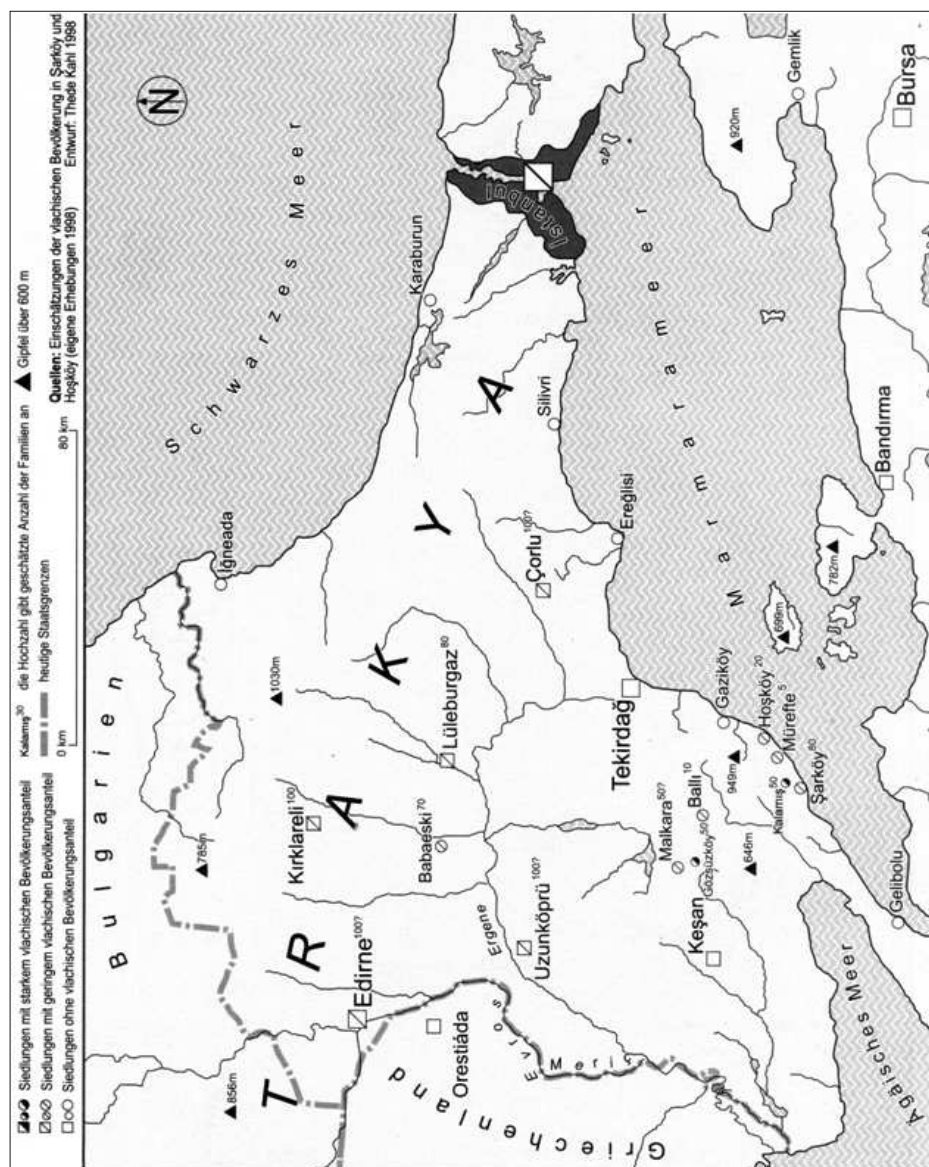 Siedlungen mit starkem vlachischen Bevölkerungsanteil
Siedlungen mit geringem vlachischen Bevölkerungsanteil
Siedlungen ohne vlachischen Bevölkerungsanteil
Kalamış³⁰ die Hochzahl gibt geschätzte Anzahl der Familien an
heutige Staatsgrenzen
0 km 80 km
Gipfel über 600 m
Quellen: Einschätzungen der vlachischen Bevölkerung in Şarköy und
Hoşköy (eigene Erhebungen 1998) Entwurf: Thede Kahl 1998
N
Bulgarien
Schwarzes Meer
856m
785m
İğneada
1030m
Kırklareli¹⁰⁰
Edirne¹⁰⁰?
Karaburun
TRAKYA
Orestiáda
Babaeski⁷⁰
Lüleburgaz⁸⁰
Griechenland
Ergene
Evros
Meriç
Uzunköprü¹⁰⁰?
Çorlu¹⁰⁰?
Silivri
Istanbul
Ereğlisi
Tekirdağ
Keşan
Malkara⁵⁰?
Gözsüzköy⁵⁰
Ballı¹⁰
Gaziköy
949m
646m
Hoşköy²⁰
Mürefte⁵
Kalamış⁵⁰
Şarköy⁸⁰
Marmarameer
699m
782m
920m
Gemlik
Gelibolu
Bandırma
Bursa
Agäisches Meer